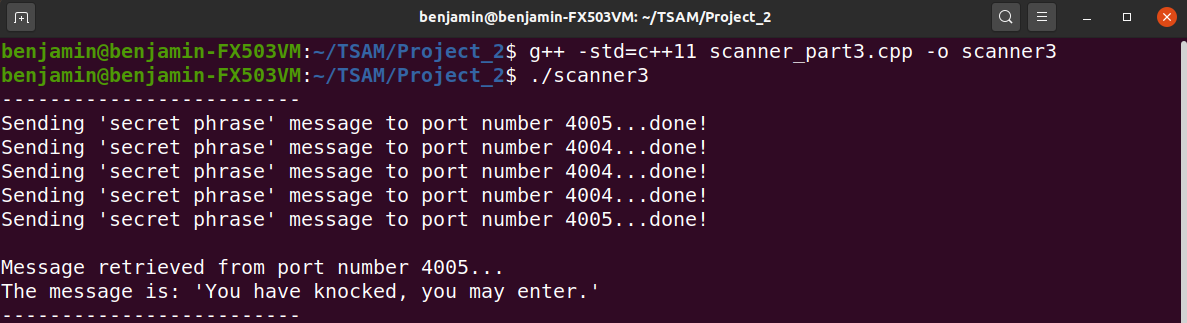 benjamin@benjamin-FX503VM: ~/TSAM/Project_2
benjamin@benjamin-FX503VM:~/TSAM/Project_2$ g++ -std=c++11 scanner_part3.cpp -o scanner3
benjamin@benjamin-FX503VM:~/TSAM/Project_2$ ./scanner3
-------------------------
Sending 'secret phrase' message to port number 4005...done!
Sending 'secret phrase' message to port number 4004...done!
Sending 'secret phrase' message to port number 4004...done!
Sending 'secret phrase' message to port number 4004...done!
Sending 'secret phrase' message to port number 4005...done!
Message retrieved from port number 4005...
The message is: 'You have knocked, you may enter.'
-------------------------